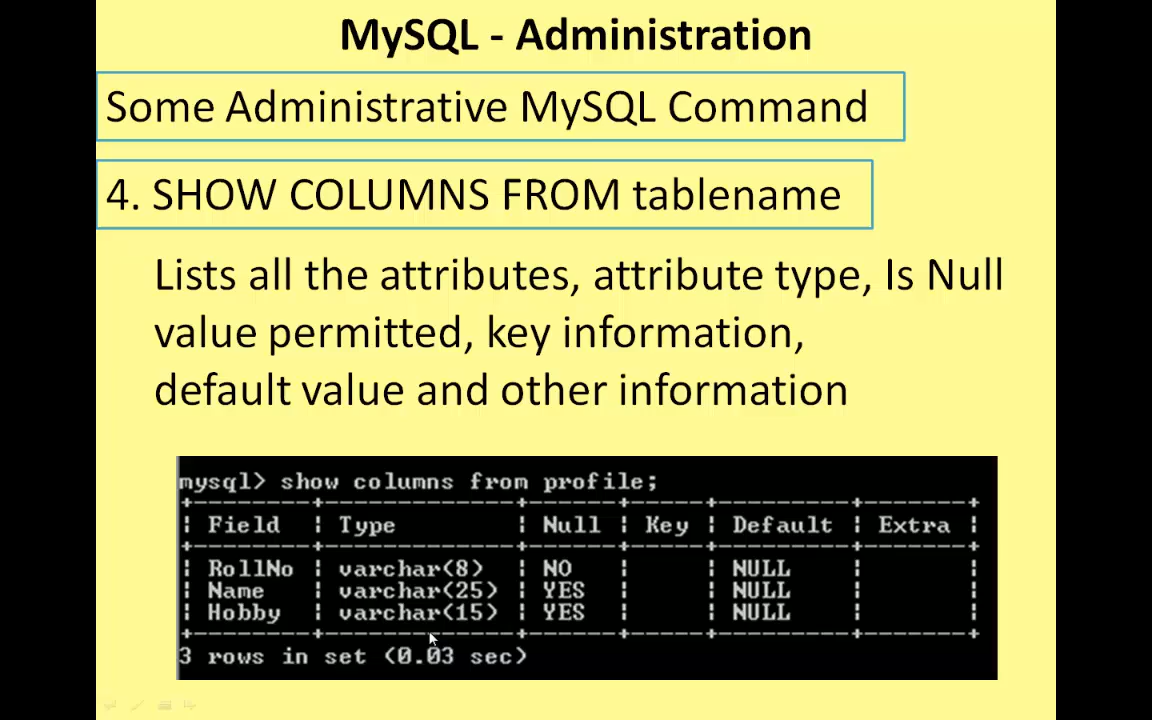 MySQL - Administration
Some Administrative MySQL Command
4. SHOW COLUMNS FROM tablename
Lists all the attributes, attribute type, Is Null
value permitted, key information,
default value and other information
mysql> show columns from profile;
+---------+-------------+------+-----+---------+-------+
| Field | Type | Null | Key | Default | Extra |
+---------+-------------+------+-----+---------+-------+
| RollNo | varchar(8) | NO | | NULL | |
| Name | varchar(25) | YES | | NULL | |
| Hobby | varchar(15) | YES | | NULL | |
+---------+-------------+------+-----+---------+-------+
3 rows in set (0.03 sec)